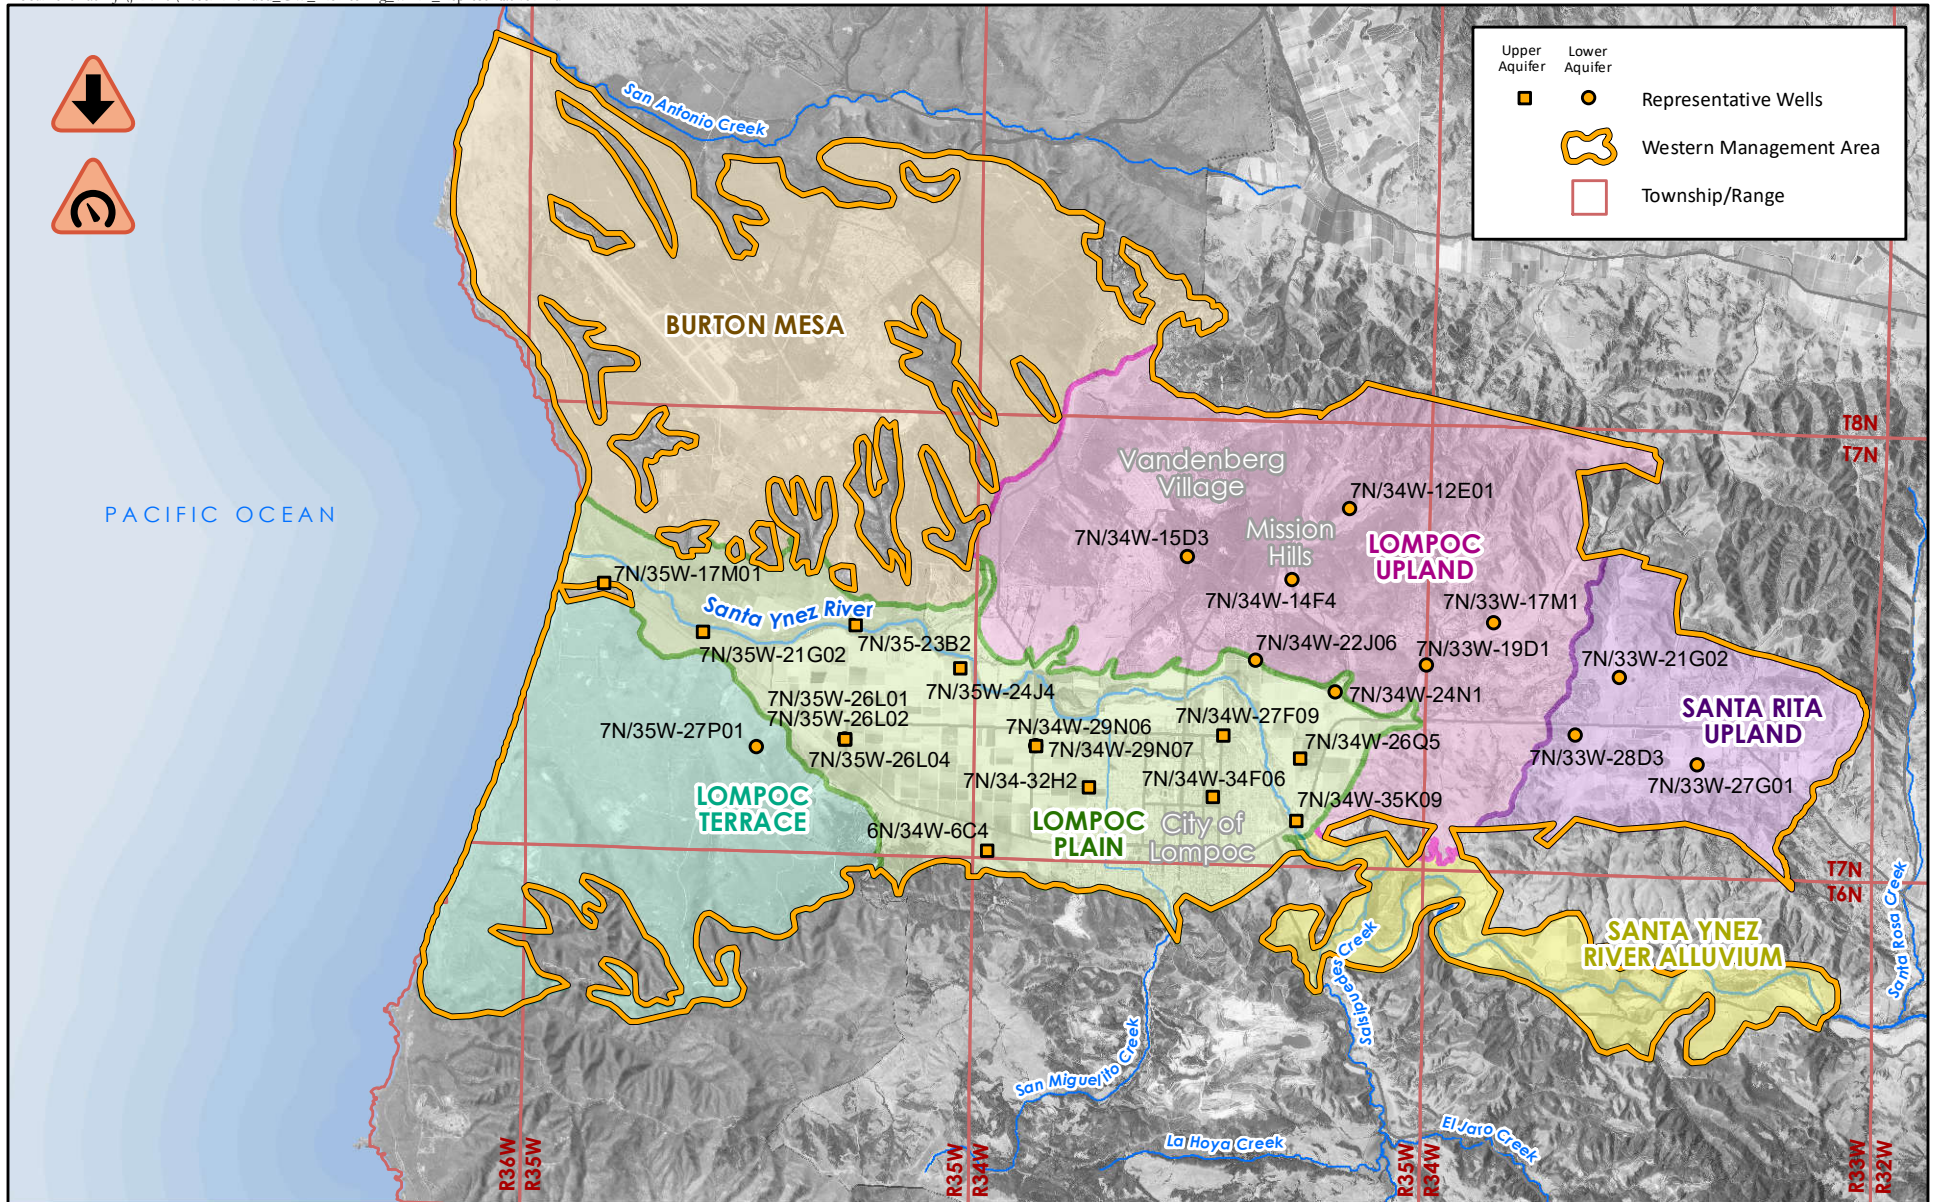 Upper
Aquifer
Lower
Aquifer
Representative Wells
Western Management Area
Township/Range
San Antonio Creek
BURTON MESA
T8N
T7N
PACIFIC OCEAN
Vandenberg
Village
7N/34W-12E01
7N/34W-15D3
Mission
Hills
LOMPOC
UPLAND
7N/35W-17M01
7N/34W-14F4
7N/33W-17M1
Santa Ynez River
7N/35-23B2
7N/35W-21G02
7N/34W-22J06
7N/33W-19D1
7N/33W-21G02
7N/35W-24J4
7N/34W-24N1
7N/35W-26L01
7N/35W-26L02
7N/35W-26L04
7N/35W-27P01
7N/34W-29N06
7N/34W-29N07
7N/34W-27F09
7N/34W-26Q5
SANTA RITA
UPLAND
7N/33W-28D3
7N/33W-27G01
7N/34-32H2
7N/34W-34F06
LOMPOC
TERRACE
7N/34W-35K09
6N/34W-6C4
LOMPOC
PLAIN
City of
Lompoc
T7N
T6N
Santa Rosa Creek
SANTA YNEZ
RIVER ALLUVIUM
Salsipuedes Creek
San Miguelito Creek
La Hoya Creek
El Jaro Creek
R36W
R35W
R35W
R34W
R35W
R34W
R33W
R32W